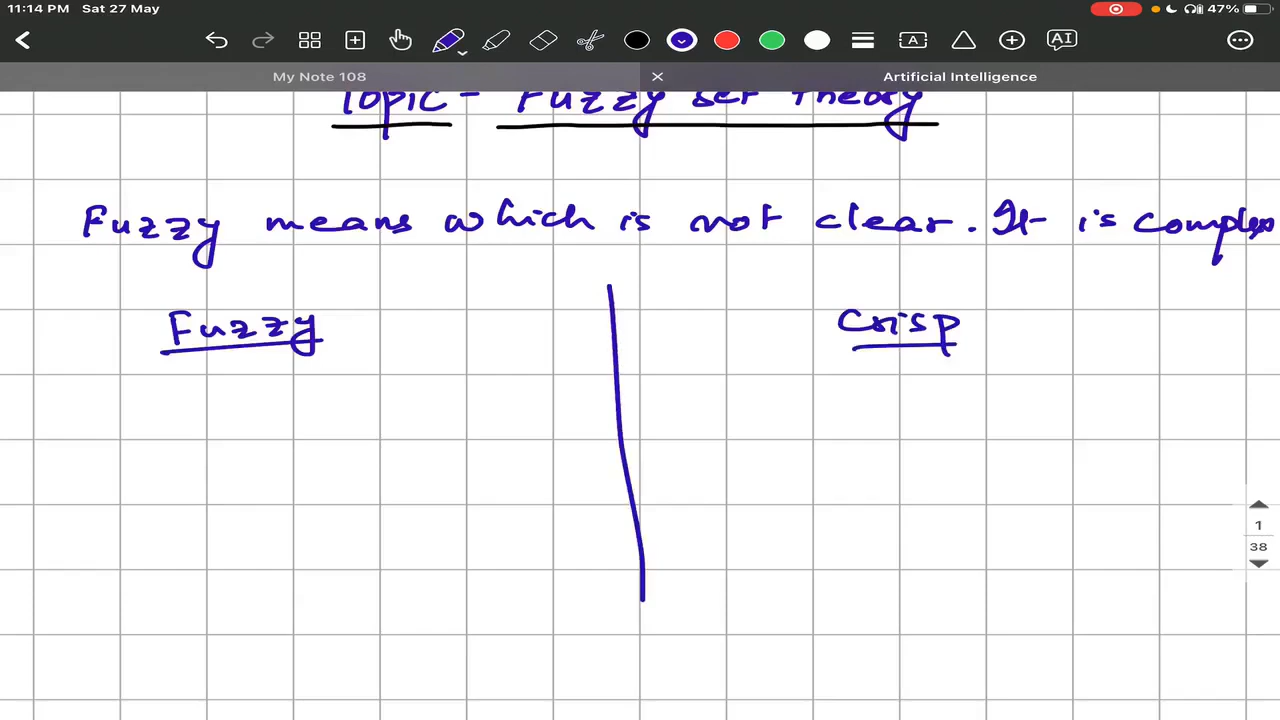 11:14 PM Sat 27 May
47%
A
AI
My Note 108
Artificial Intelligence
Topic - Fuzzy set Theory
Fuzzy means which is not clear. It is complex
Fuzzy
Crisp
1
38